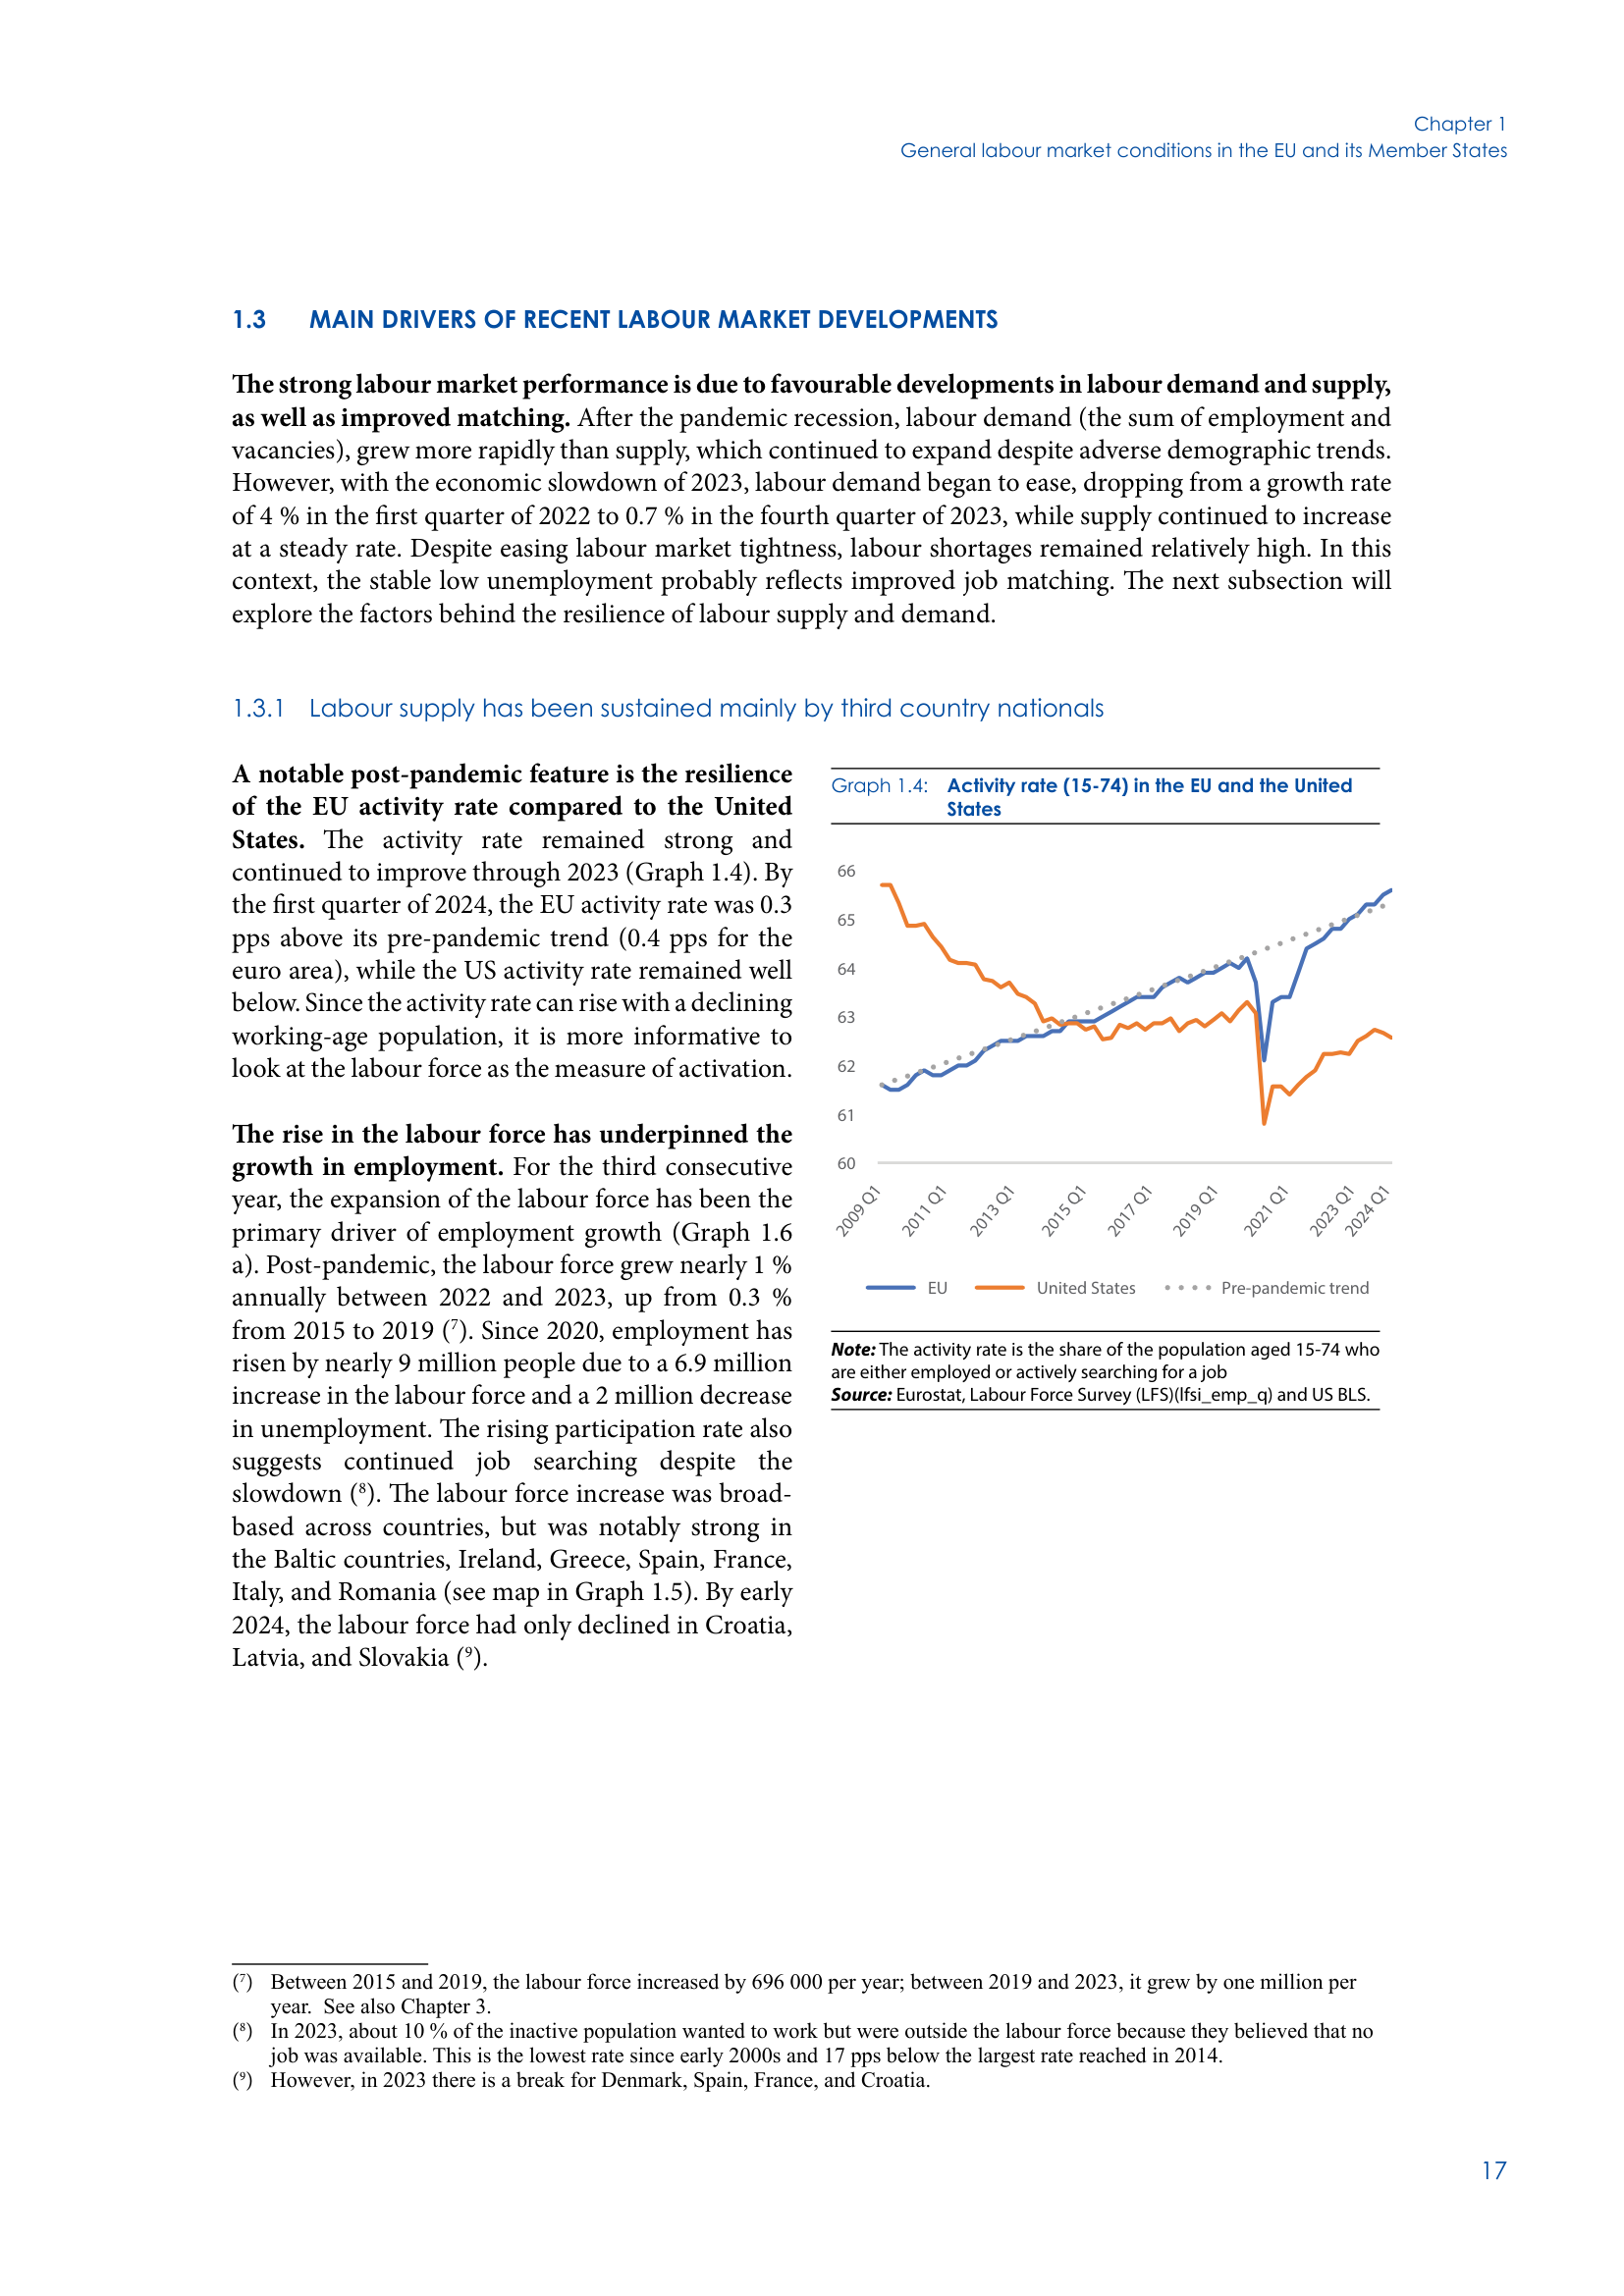 Chapter 1
General labour market conditions in the EU and its Member States
1.3 MAIN DRIVERS OF RECENT LABOUR MARKET DEVELOPMENTS
The strong labour market performance is due to favourable developments in labour demand and supply,
as well as improved matching. After the pandemic recession, labour demand (the sum of employment and
vacancies), grew more rapidly than supply, which continued to expand despite adverse demographic trends.
However, with the economic slowdown of 2023, labour demand began to ease, dropping from a growth rate
of 4 % in the first quarter of 2022 to 0.7 % in the fourth quarter of 2023, while supply continued to increase
at a steady rate. Despite easing labour market tightness, labour shortages remained relatively high. In this
context, the stable low unemployment probably reflects improved job matching. The next subsection will
explore the factors behind the resilience of labour supply and demand.
1.3.1 Labour supply has been sustained mainly by third country nationals
A notable post-pandemic feature is the resilience
of the EU activity rate compared to the United
States. The activity rate remained strong and
continued to improve through 2023 (Graph 1.4). By
the first quarter of 2024, the EU activity rate was 0.3
pps above its pre-pandemic trend (0.4 pps for the
euro area), while the US activity rate remained well
below. Since the activity rate can rise with a declining
working-age population, it is more informative to
look at the labour force as the measure of activation.
The rise in the labour force has underpinned the
growth in employment. For the third consecutive
year, the expansion of the labour force has been the
primary driver of employment growth (Graph 1.6
a). Post-pandemic, the labour force grew nearly 1 %
annually between 2022 and 2023, up from 0.3 %
from 2015 to 2019 (⁷). Since 2020, employment has
risen by nearly 9 million people due to a 6.9 million
increase in the labour force and a 2 million decrease
in unemployment. The rising participation rate also
suggests continued job searching despite the
slowdown (⁸). The labour force increase was broad-
based across countries, but was notably strong in
the Baltic countries, Ireland, Greece, Spain, France,
Italy, and Romania (see map in Graph 1.5). By early
2024, the labour force had only declined in Croatia,
Latvia, and Slovakia (⁹).
Graph 1.4: Activity rate (15-74) in the EU and the United
States
66
65
64
63
62
61
60
2009 Q1
2011 Q1
2013 Q1
2015 Q1
2017 Q1
2019 Q1
2021 Q1
2023 Q1
2024 Q1
EU United States Pre-pandemic trend
Note: The activity rate is the share of the population aged 15-74 who
are either employed or actively searching for a job
Source: Eurostat, Labour Force Survey (LFS)(lfsi_emp_q) and US BLS.
(⁷) Between 2015 and 2019, the labour force increased by 696 000 per year; between 2019 and 2023, it grew by one million per
year. See also Chapter 3.
(⁸) In 2023, about 10 % of the inactive population wanted to work but were outside the labour force because they believed that no
job was available. This is the lowest rate since early 2000s and 17 pps below the largest rate reached in 2014.
(⁹) However, in 2023 there is a break for Denmark, Spain, France, and Croatia.
17